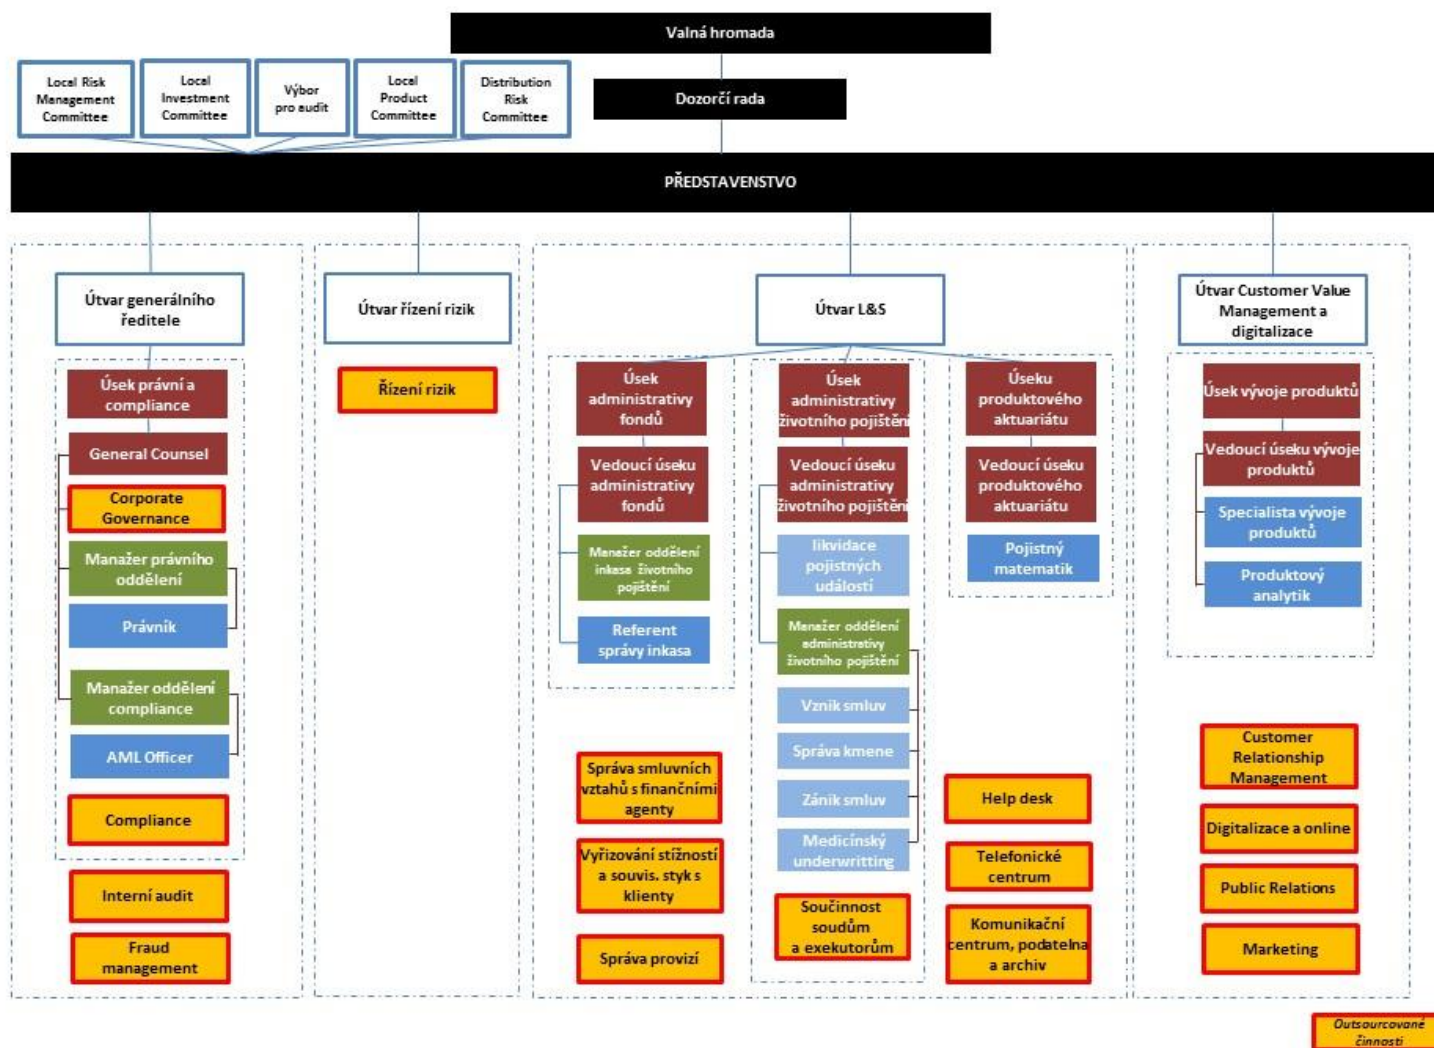 Valná hromada
Local Risk
Management
Committee
Local
Investment
Committee
Výbor
pro audit
Local
Product
Committee
Distribution
Risk
Committee
Dozorčí rada
PŘEDSTAVENSTVO
Útvar generálního
ředitele
Úsek právní a
compliance
General Counsel
Corporate
Governance
Manažer právního
oddělení
Právník
Manažer oddělení
compliance
AML Officer
Compliance
Interní audit
Fraud
management
Útvar řízení rizik
Řízení rizik
Útvar L&S
Úsek
administrativy
fondů
Vedoucí úseku
administrativy
fondů
Manažer oddělení
inkasa životního
pojištění
Referent
správy inkasa
Správa smluvních
vztahů s finančními
agenty
Vyřizování stížností
a souvis. styk s
klienty
Správa provizí
Úsek
administrativy
životního pojištění
Vedoucí úseku
administrativy
životního pojištění
likvidace
pojistných
událostí
Manažer oddělení
administrativy
životního pojištění
Vznik smluv
Správa kmene
Zánik smluv
Medicínský
underwritting
Součinnost
soudům
a exekutorům
Úseku
produktového
aktuariátu
Vedoucí úseku
produktového
aktuariátu
Pojistný
matematik
Help desk
Telefonické
centrum
Komunikační
centrum, podatelna
a archiv
Útvar Customer Value
Management a
digitalizace
Úsek vývoje produktů
Vedoucí úseku vývoje
produktů
Specialista vývoje
produktů
Produktový
analytik
Customer
Relationship
Management
Digitalizace a online
Public Relations
Marketing
Outsourcované
činnosti